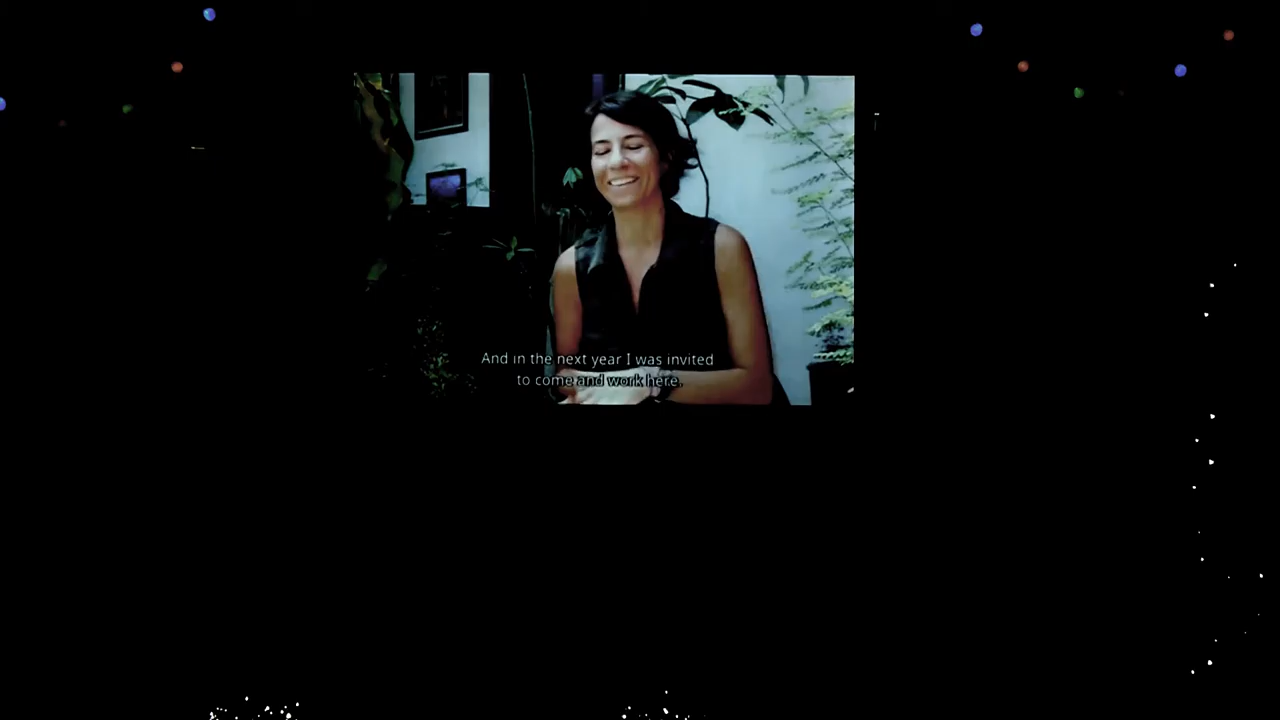 And in the next year I was invited
to come and work here.